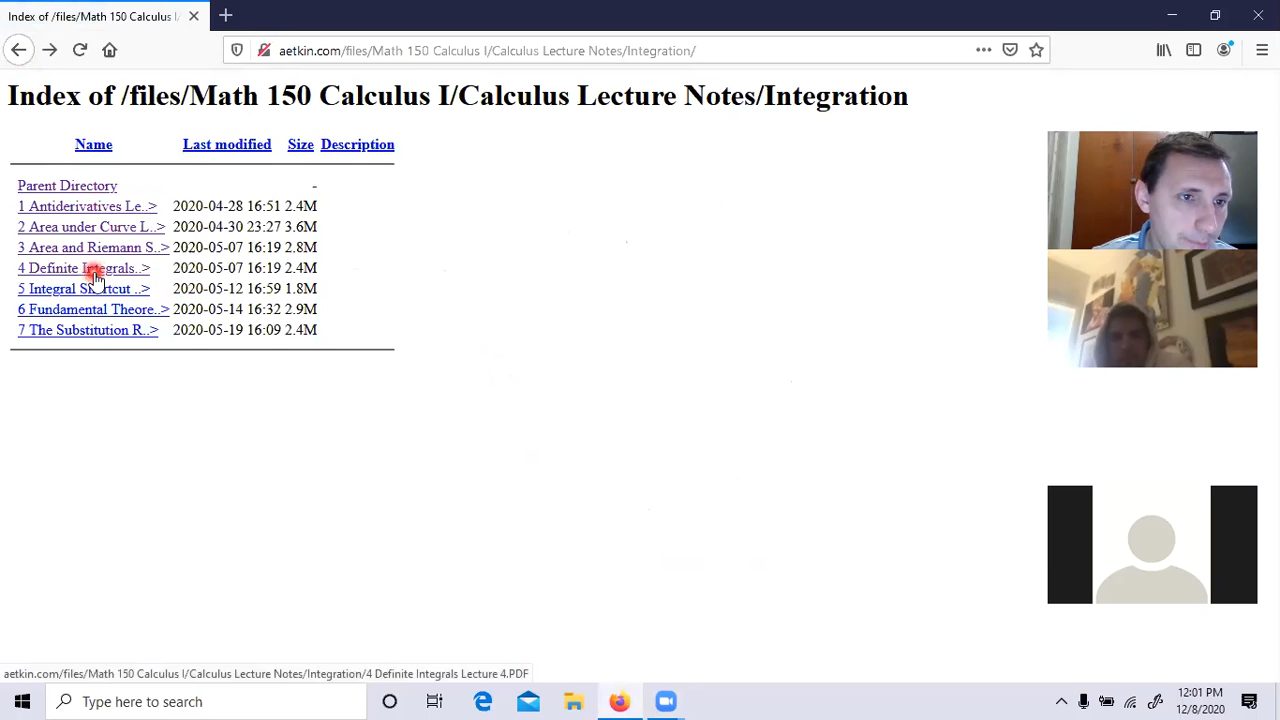 Index of /files/Math 150 Calculus I/
aetkin.com/files/Math 150 Calculus I/Calculus Lecture Notes/Integration/
Index of /files/Math 150 Calculus I/Calculus Lecture Notes/Integration
Name Last modified Size Description
Parent Directory -
1 Antiderivatives Le..> 2020-04-28 16:51 2.4M
2 Area under Curve L..> 2020-04-30 23:27 3.6M
3 Area and Riemann S..> 2020-05-07 16:19 2.8M
4 Definite Integrals..> 2020-05-07 16:19 2.4M
5 Integral Shortcut ..> 2020-05-12 16:59 1.8M
6 Fundamental Theore..> 2020-05-14 16:32 2.9M
7 The Substitution R..> 2020-05-19 16:09 2.4M
aetkin.com/files/Math 150 Calculus I/Calculus Lecture Notes/Integration/4 Definite Integrals Lecture 4.PDF
Type here to search
12:01 PM
12/8/2020